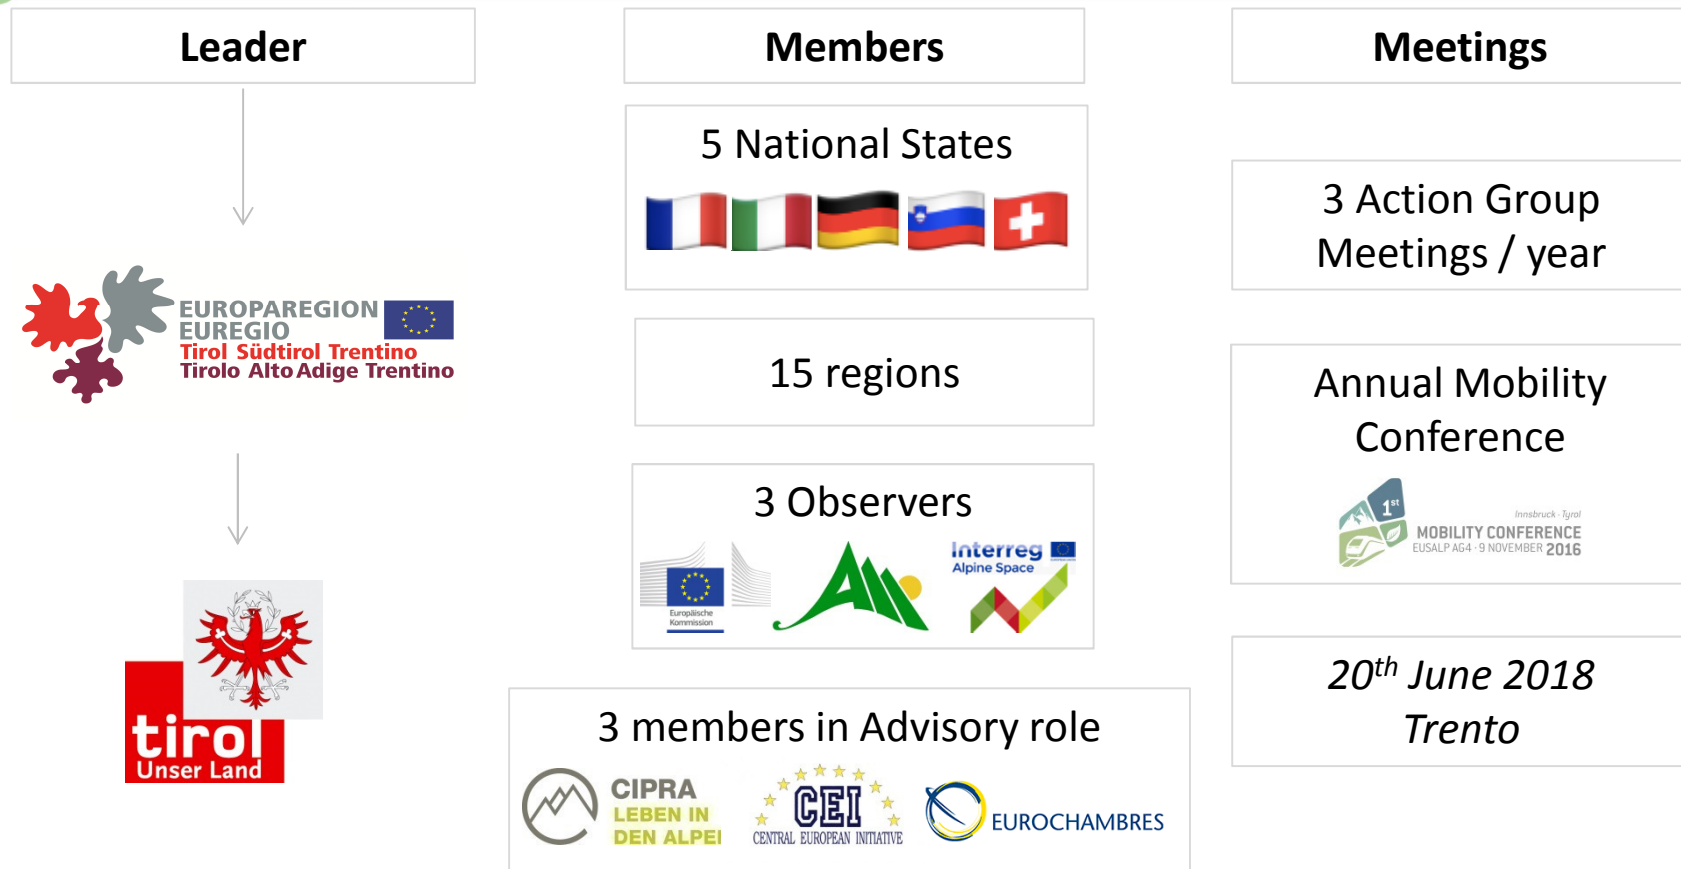 Leader
EUROPAREGION
EUREGIO
Tirol Südtirol Trentino
Tirolo Alto Adige Trentino
tirol
Unser Land
Members
5 National States
15 regions
3 Observers
Europäische
Kommission
Interreg
Alpine Space
3 members in Advisory role
CIPRA
LEBEN IN
DEN ALPEI
CEI
CENTRAL EUROPEAN INITIATIVE
EUROCHAMBRES
Meetings
3 Action Group
Meetings / year
Annual Mobility
Conference
1st
Innsbruck · Tyrol
MOBILITY CONFERENCE
EUSALP AG4 · 9 NOVEMBER 2016
20th June 2018
Trento